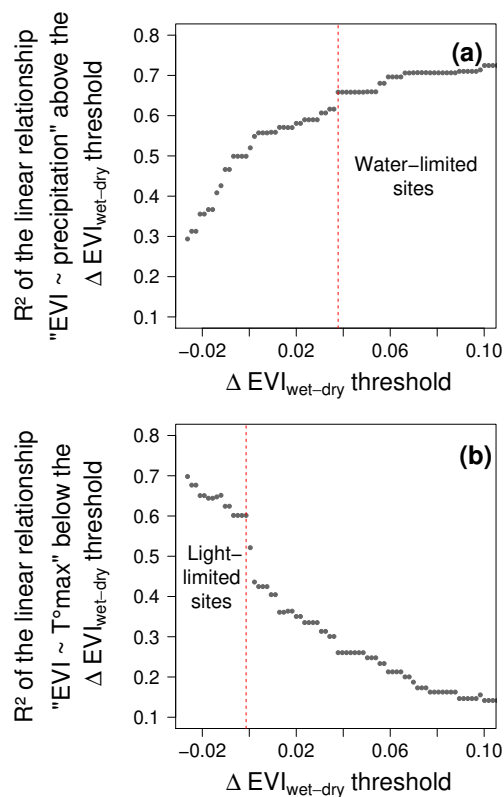 R² of the linear relationship
"EVI ~ precipitation" above the
Δ EVIwet−dry threshold
0.8
0.7
0.6
0.5
0.4
0.3
0.2
0.1
(a)
Water−limited
sites
−0.02
0.02
0.06
0.10
Δ EVIwet−dry threshold
R² of the linear relationship
"EVI ~ T°max" below the
Δ EVIwet−dry threshold
0.8
0.7
0.6
0.5
0.4
0.3
0.2
0.1
(b)
Light−
limited
sites
−0.02
0.02
0.06
0.10
Δ EVIwet−dry threshold